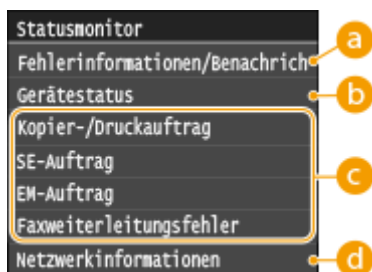 Statusmonitor
Fehlerinformationen/Benachrich
a
Gerätestatus
b
Kopier-/Druckauftrag
SE-Auftrag
EM-Auftrag
c
Faxweiterleitungsfehler
Netzwerkinformationen
d